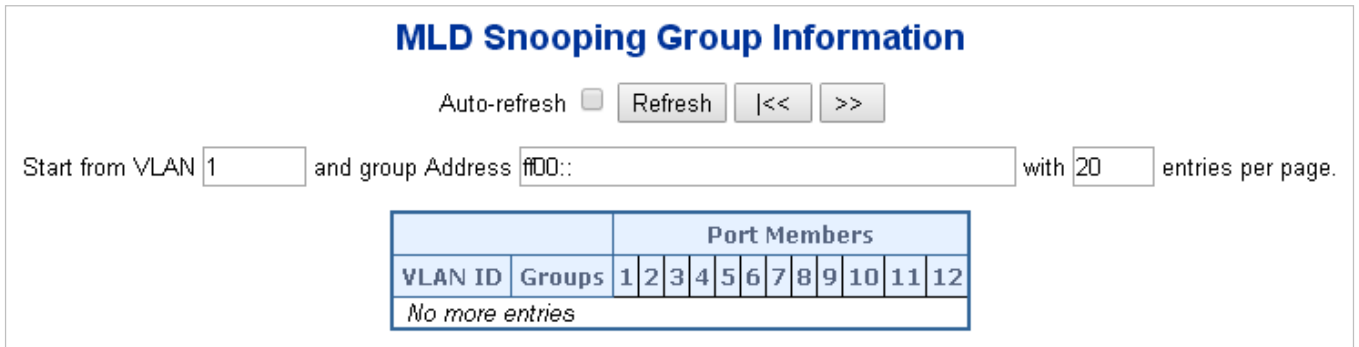 MLD Snooping Group Information
Auto-refresh Refresh |<< >>
Start from VLAN 1 and group Address ff00:: with 20 entries per page.
Port Members
VLAN ID Groups 1 2 3 4 5 6 7 8 9 10 11 12
No more entries